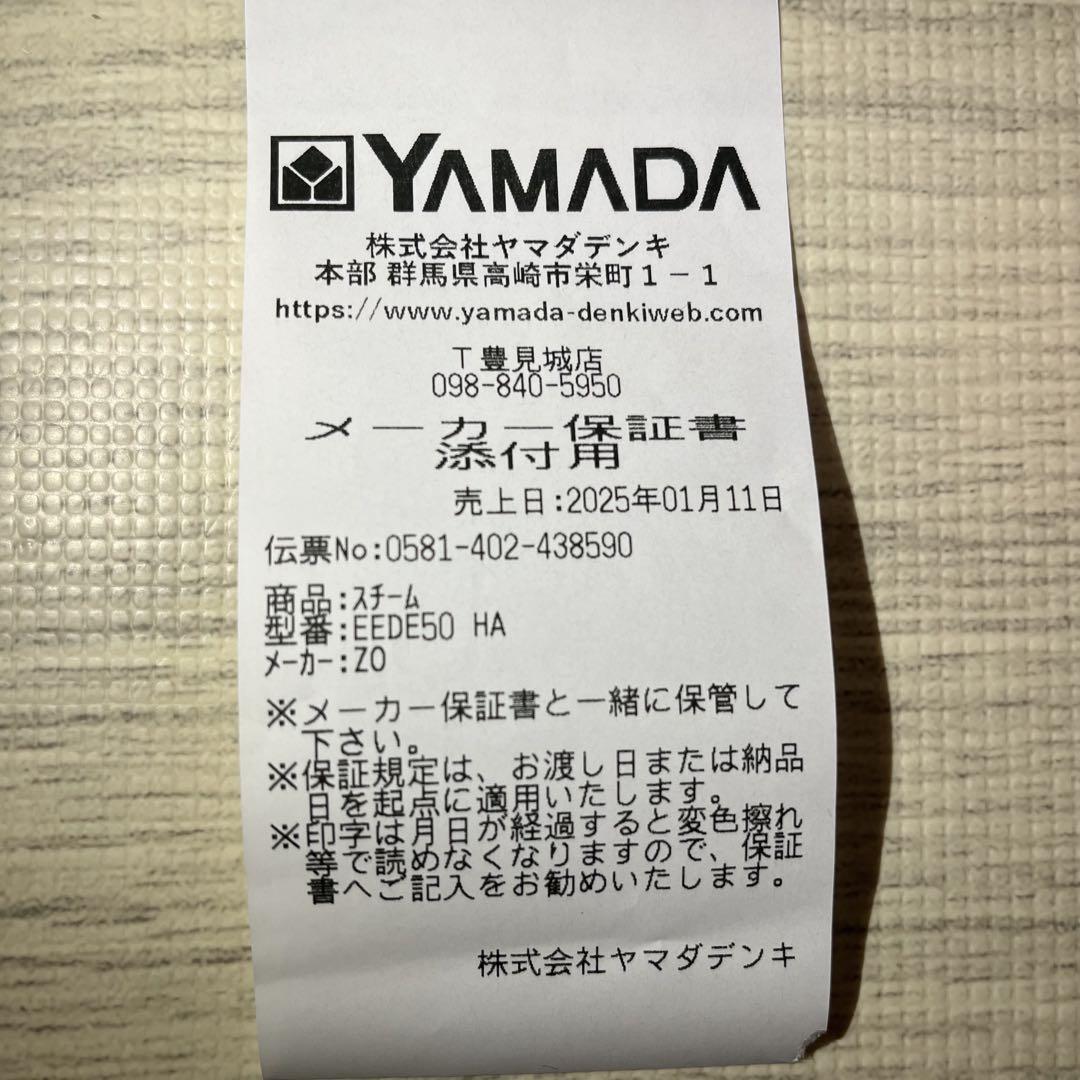 YAMADA
株式会社ヤマダデンキ
本部 群馬県高崎市栄町1-1
https://www.yamada-denkiweb.com
T豊見城店
098-840-5950
メーカー保証書
添付用
売上日:2025年01月11日
伝票No:0581-402-438590
商品:ｽﾁｰﾑ
型番:EEDE50 HA
ﾒｰｶｰ:ZO
※メーカー保証書と一緒に保管して
下さい。
※保証規定は、お渡し日または納品
日を起点に適用いたします。
※印字は月日が経過すると変色擦れ
等で読めなくなりますので、保証
書へご記入をお勧めいたします。
株式会社ヤマダデンキ